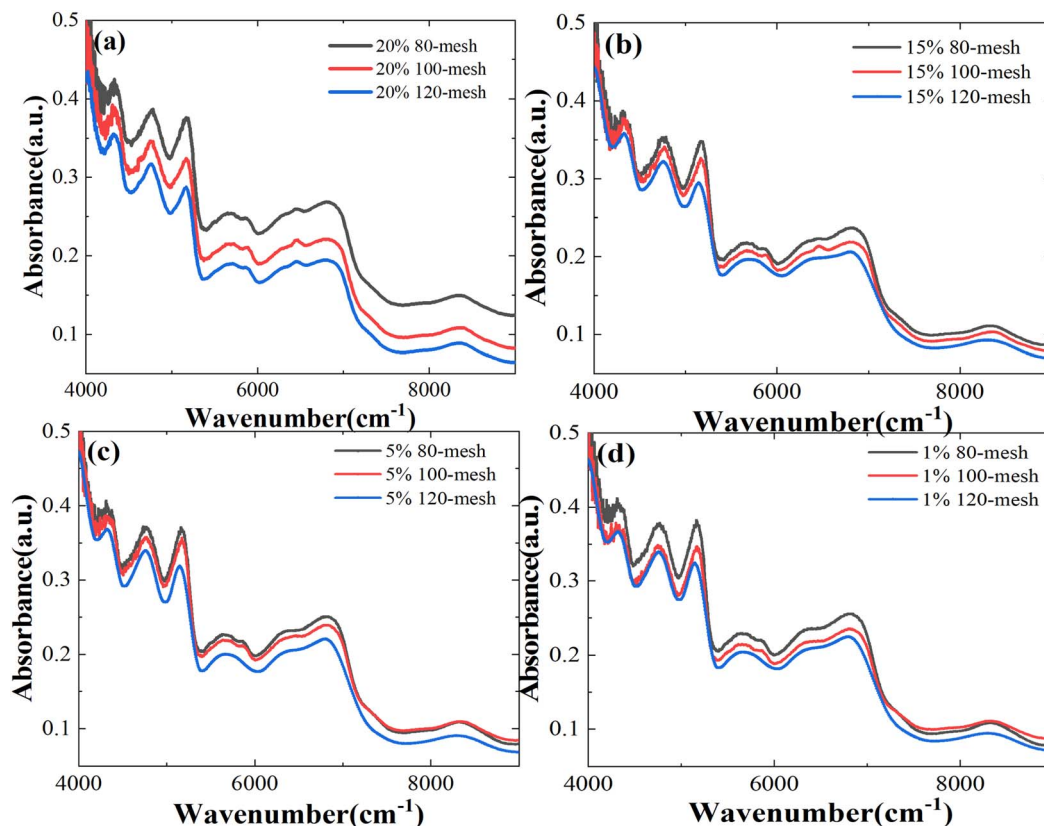 (a)
20% 80-mesh
20% 100-mesh
20% 120-mesh
0.5
0.4
0.3
0.2
0.1
Absorbance(a.u.)
4000 6000 8000
Wavenumber(cm⁻¹)
(b)
15% 80-mesh
15% 100-mesh
15% 120-mesh
0.5
0.4
0.3
0.2
0.1
Absorbance(a.u.)
4000 6000 8000
Wavenumber(cm⁻¹)
(c)
5% 80-mesh
5% 100-mesh
5% 120-mesh
0.5
0.4
0.3
0.2
0.1
Absorbance(a.u.)
4000 6000 8000
Wavenumber(cm⁻¹)
(d)
1% 80-mesh
1% 100-mesh
1% 120-mesh
0.5
0.4
0.3
0.2
0.1
Absorbance(a.u.)
4000 6000 8000
Wavenumber(cm⁻¹)